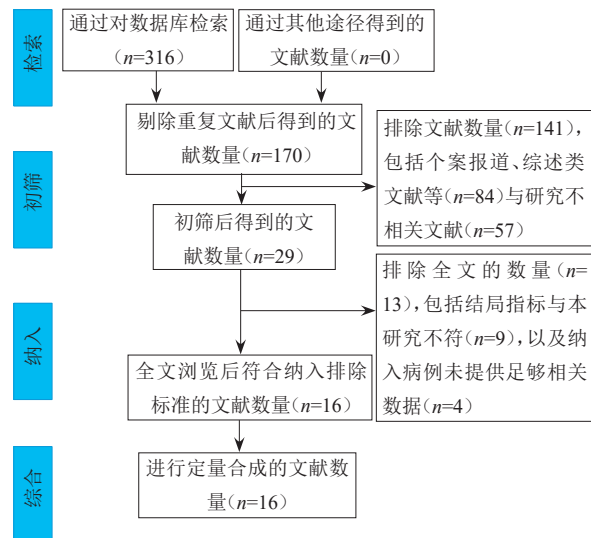 检索
通过对数据库检索
（n=316）
通过其他途径得到的
文献数量（n=0）
剔除重复文献后得到的文
献数量（n=170）
排除文献数量（n=141），
包括个案报道、综述类
文献等（n=84）与研究不
相关文献（n=57）
初筛
初筛后得到的文
献数量（n=29）
排除全文的数量（n=
13），包括结局指标与本
研究不符（n=9），以及纳
入病例未提供足够相关
数据（n=4）
纳入
全文浏览后符合纳入排除
标准的文献数量（n=16）
综合
进行定量合成的文献数
量（n=16）